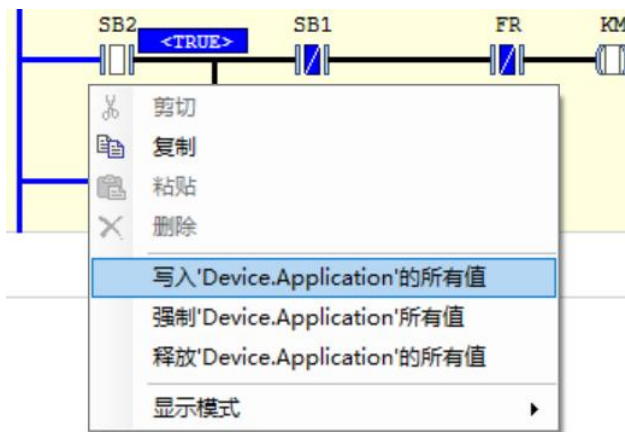 SB2 <TRUE> SB1 FR KM
剪切
复制
粘贴
删除
写入'Device.Application'的所有值
强制'Device.Application'所有值
释放'Device.Application'的所有值
显示模式